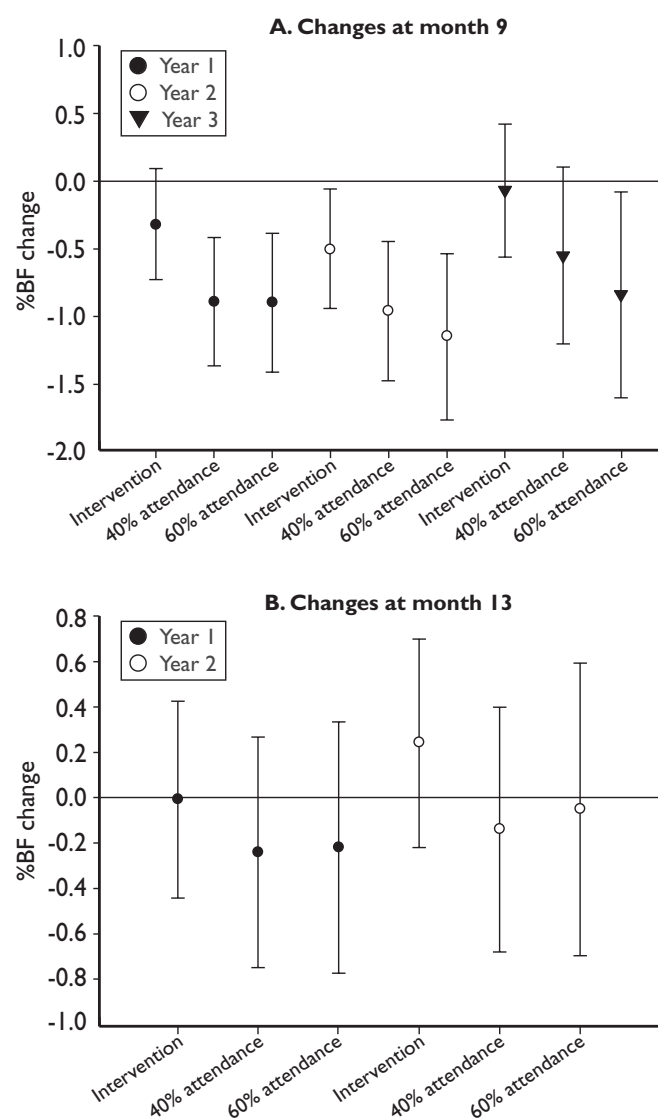 A. Changes at month 9
1.0
0.5
0.0
-0.5
-1.0
-1.5
-2.0
%BF change
Year 1
Year 2
Year 3
Intervention
40% attendance
60% attendance
Intervention
40% attendance
60% attendance
Intervention
40% attendance
60% attendance
B. Changes at month 13
0.8
0.6
0.4
0.2
0.0
-0.2
-0.4
-0.6
-0.8
-1.0
%BF change
Year 1
Year 2
Intervention
40% attendance
60% attendance
Intervention
40% attendance
60% attendance